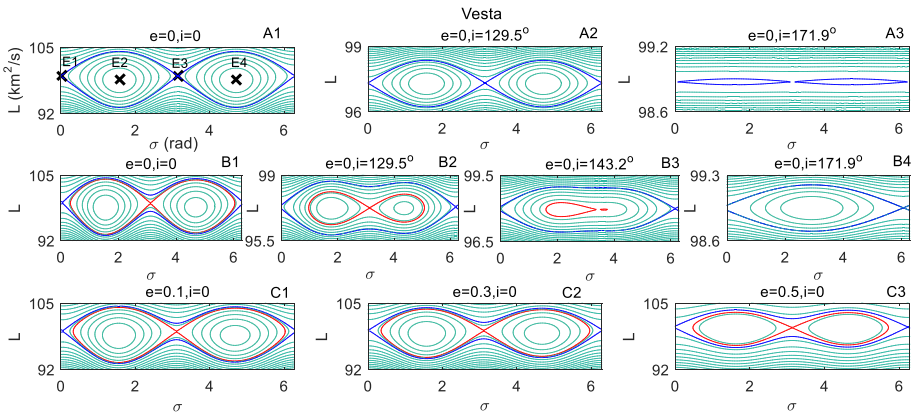 Vesta
e=0,i=0 A1
L (km²/s)
105
92
E1 E2 E3 E4
0 2 4 6
σ (rad)
e=0,i=129.5° A2
L
99
96
0 2 4 6
σ
e=0,i=171.9° A3
L
99.2
98.6
0 2 4 6
σ
e=0,i=0 B1
L
105
92
0 2 4 6
σ
e=0,i=129.5° B2
L
99
95.5
0 2 4 6
σ
e=0,i=143.2° B3
L
99.5
96.5
0 2 4 6
σ
e=0,i=171.9° B4
L
99.3
98.6
0 2 4 6
σ
e=0.1,i=0 C1
L
105
92
0 2 4 6
σ
e=0.3,i=0 C2
L
105
92
0 2 4 6
σ
e=0.5,i=0 C3
L
105
92
0 2 4 6
σ